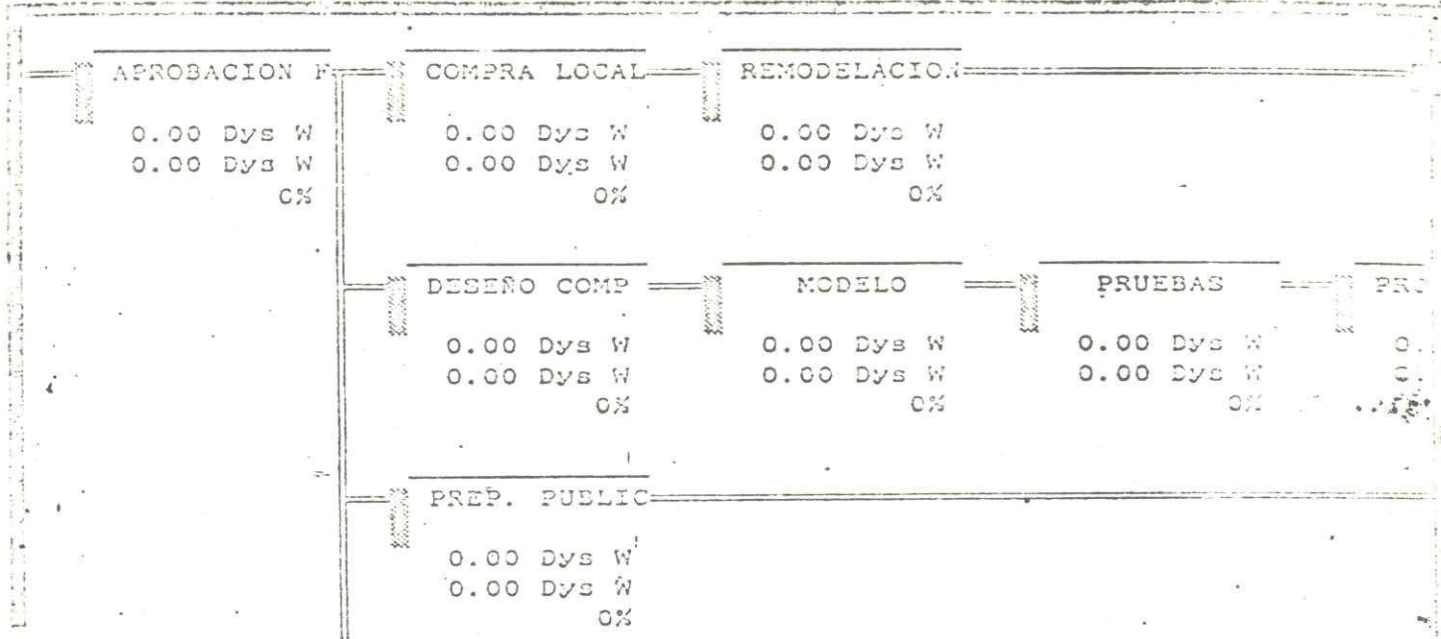 APROBACION F
COMPRA LOCAL
REMODELACION
0.00 Dys W
0.00 Dys W
0.00 Dys W
0.00 Dys W
0.00 Dys W
0.00 Dys W
0%
0%
0%
DISEÑO COMP
MODELO
PRUEBAS
PRO
0.00 Dys W
0.00 Dys W
0.00 Dys W
0.
0.00 Dys W
0.00 Dys W
0.00 Dys W
0.
0%
0%
0%
PREP. PUBLIC
0.00 Dys W
0.00 Dys W
0%